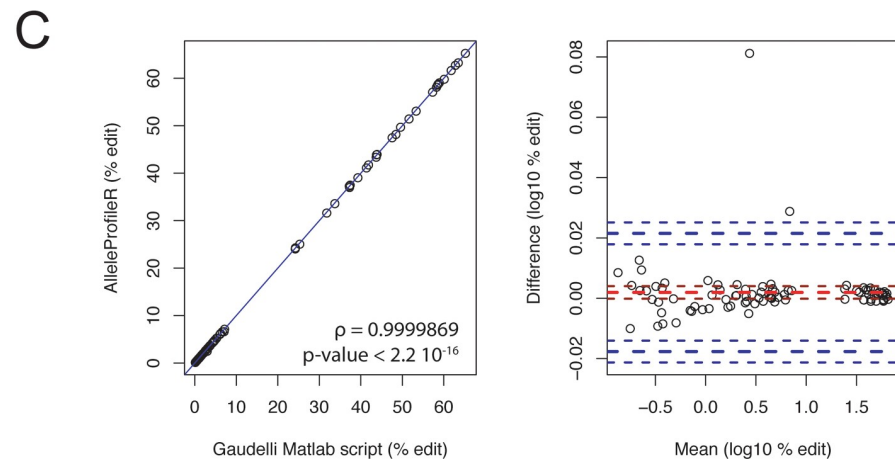 C
60
50
40
30
20
10
0
AlleleProfileR (% edit)
ρ = 0.9999869
p-value < 2.2 10-16
0 10 20 30 40 50 60
Gaudelli Matlab script (% edit)
0.08
0.06
0.04
0.02
0.00
−0.02
Difference (log10 % edit)
−0.5 0.0 0.5 1.0 1.5
Mean (log10 % edit)